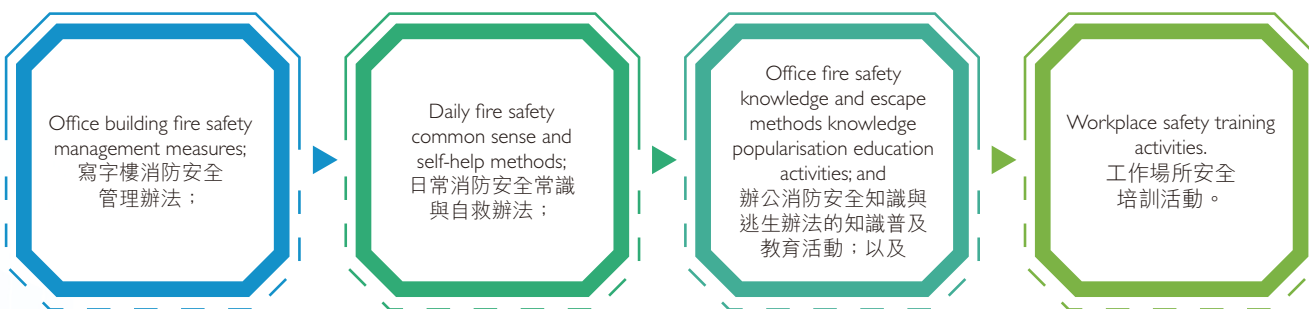 Office building fire safety
management measures;
寫字樓消防安全
管理辦法；
Daily fire safety
common sense and
self-help methods;
日常消防安全常識
與自救辦法；
Office fire safety
knowledge and escape
methods knowledge
popularisation education
activities; and
辦公消防安全知識與
逃生辦法的知識普及
教育活動；以及
Workplace safety training
activities.
工作場所安全
培訓活動。